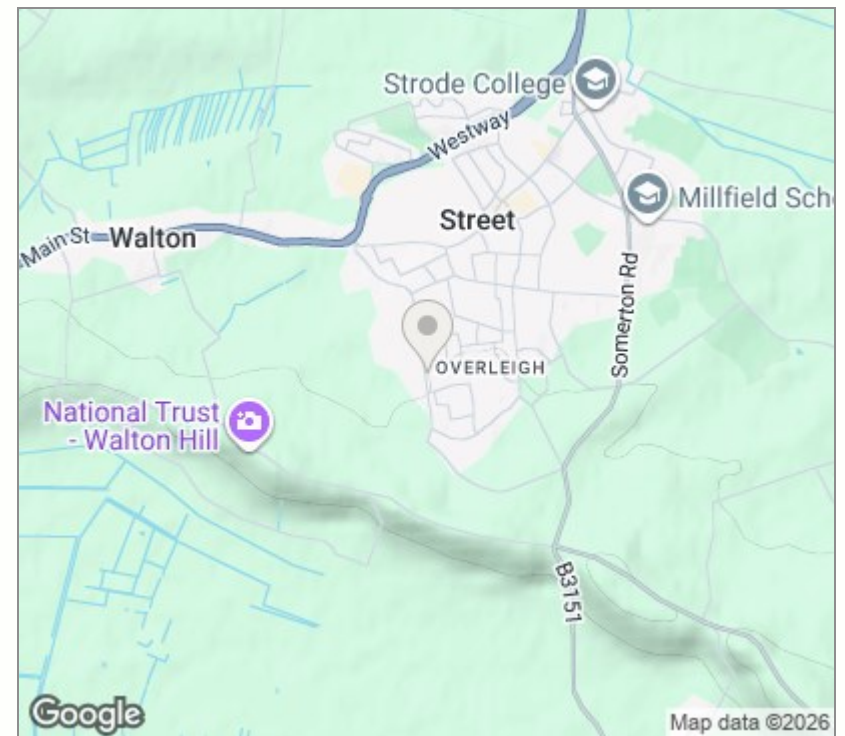 Strode College
Westway
Millfield Sch
Street
Main St
Walton
Somerton Rd
OVERLEIGH
National Trust
- Walton Hill
B3151
Google
Map data ©2026